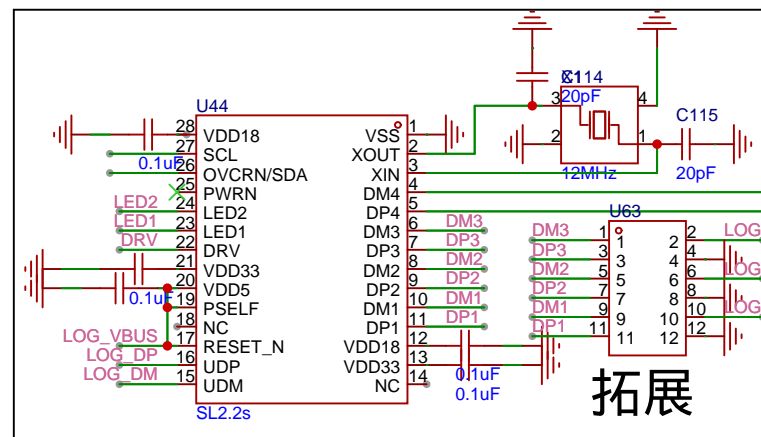 U44
28 VDD18 VSS 1
27 SCL XOUT 2
26 OVCRN/SDA XIN 3
25 PWRN DM4 4
LED2 24 LED2 DP4 5
LED1 23 LED1 DM3 6 DM3
DRV 22 DRV DP3 7 DP3
21 VDD33 DM2 8 DM2
20 VDD5 DP2 9 DP2
19 PSELF DM1 10 DM1
18 NC DP1 11 DP1
LOG_VBUS 17 RESET_N VDD18 12
LOG_DP 16 UDP VDD33 13
LOG_DM 15 UDM NC 14
SL2.2s
0.1uF
0.1uF
0.1uF
0.1uF
C114
20pF
3 4
2 1
12MHz
C115
20pF
U63
DM3 1 1 2 2 LOG
DP3 3 3 4 4
DM2 5 5 6 6 LOG
DP2 7 7 8 8
DM1 9 9 10 10 LOG
DP1 11 11 12 12
拓展